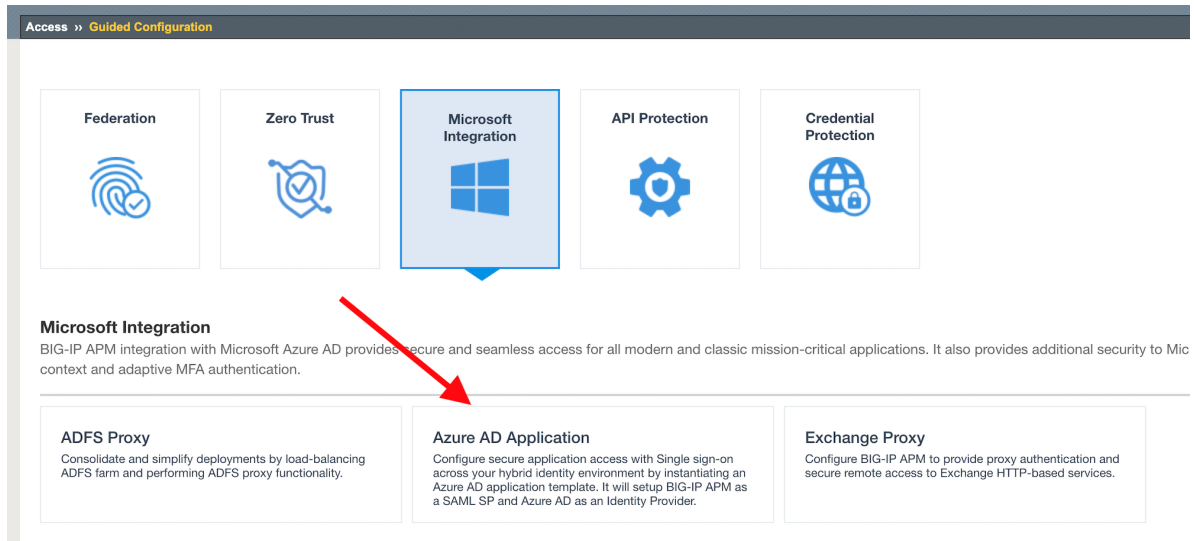 Access ›› Guided Configuration
Federation
Zero Trust
Microsoft
Integration
API Protection
Credential
Protection
Microsoft Integration
BIG-IP APM integration with Microsoft Azure AD provides secure and seamless access for all modern and classic mission-critical applications. It also provides additional security to Mic
context and adaptive MFA authentication.
ADFS Proxy
Consolidate and simplify deployments by load-balancing
ADFS farm and performing ADFS proxy functionality.
Azure AD Application
Configure secure application access with Single sign-on
across your hybrid identity environment by instantiating an
Azure AD application template. It will setup BIG-IP APM as
a SAML SP and Azure AD as an Identity Provider.
Exchange Proxy
Configure BIG-IP APM to provide proxy authentication and
secure remote access to Exchange HTTP-based services.